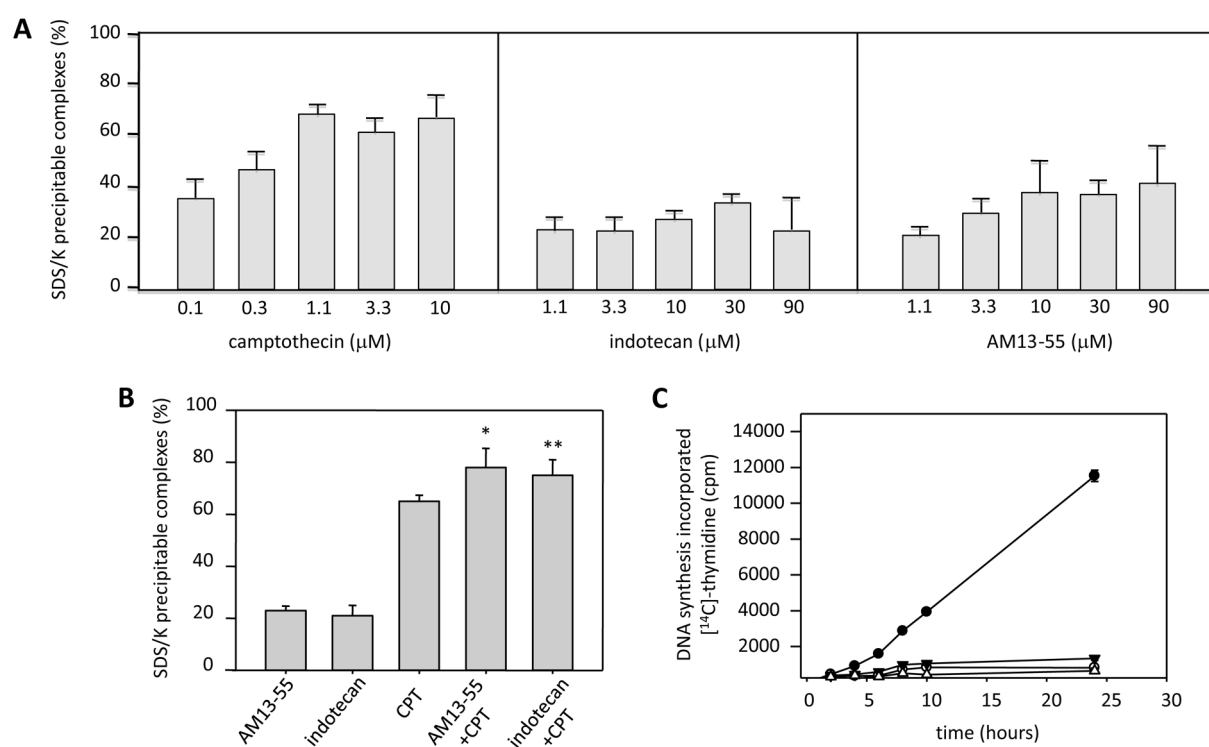 A
SDS/K precipitable complexes (%)
100
80
60
40
20
0
0.1 0.3 1.1 3.3 10
camptothecin (μM)
1.1 3.3 10 30 90
indotecan (μM)
1.1 3.3 10 30 90
AM13-55 (μM)
B
SDS/K precipitable complexes (%)
100
80
60
40
20
0
*
**
AM13-55
indotecan
CPT
AM13-55
+CPT
indotecan
+CPT
C
DNA synthesis incorporated
[¹⁴C]-thymidine (cpm)
14000
12000
10000
8000
6000
4000
2000
0 5 10 15 20 25 30
time (hours)